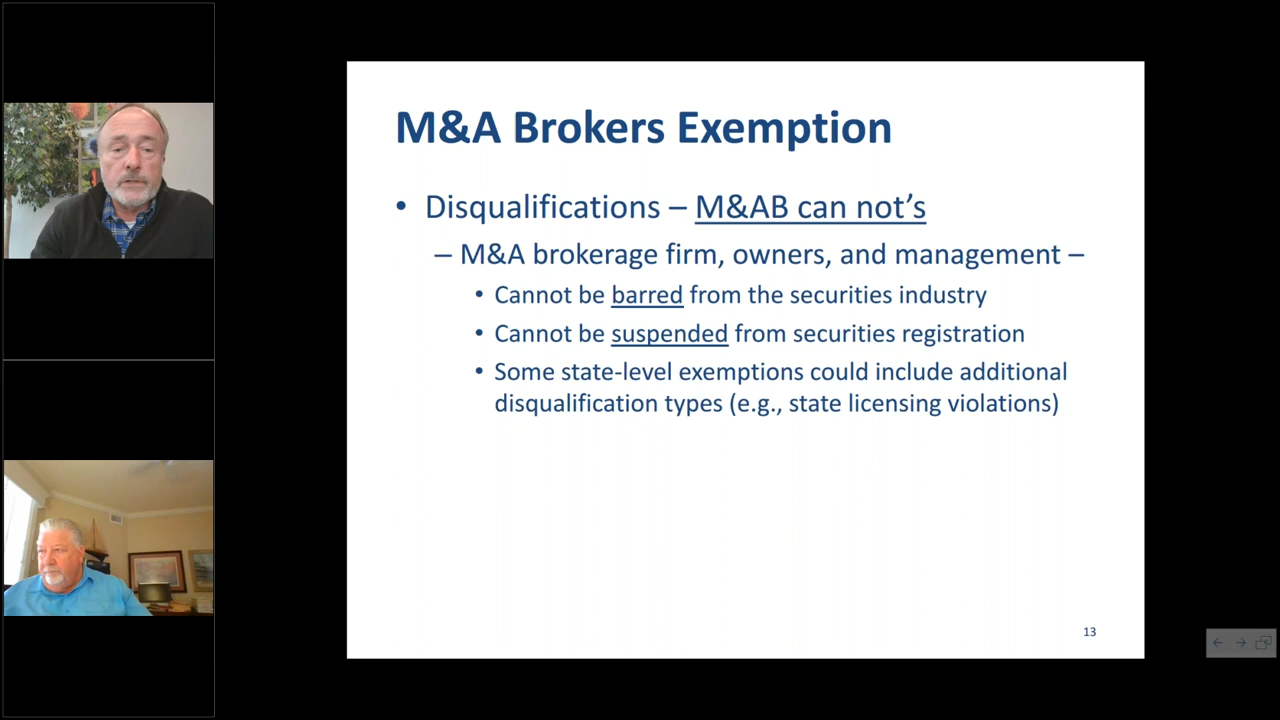 M&A Brokers Exemption
• Disqualifications – M&AB can not's
– M&A brokerage firm, owners, and management –
• Cannot be barred from the securities industry
• Cannot be suspended from securities registration
• Some state-level exemptions could include additional
disqualification types (e.g., state licensing violations)
13